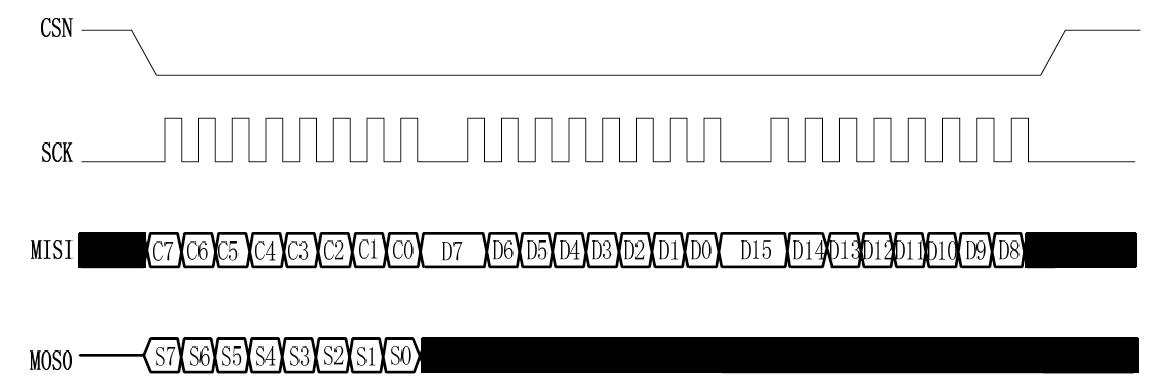 CSN
SCK
MISI C7 C6 C5 C4 C3 C2 C1 C0 D7 D6 D5 D4 D3 D2 D1 D0 D15 D14 D13 D12 D11 D10 D9 D8
MOSO S7 S6 S5 S4 S3 S2 S1 S0